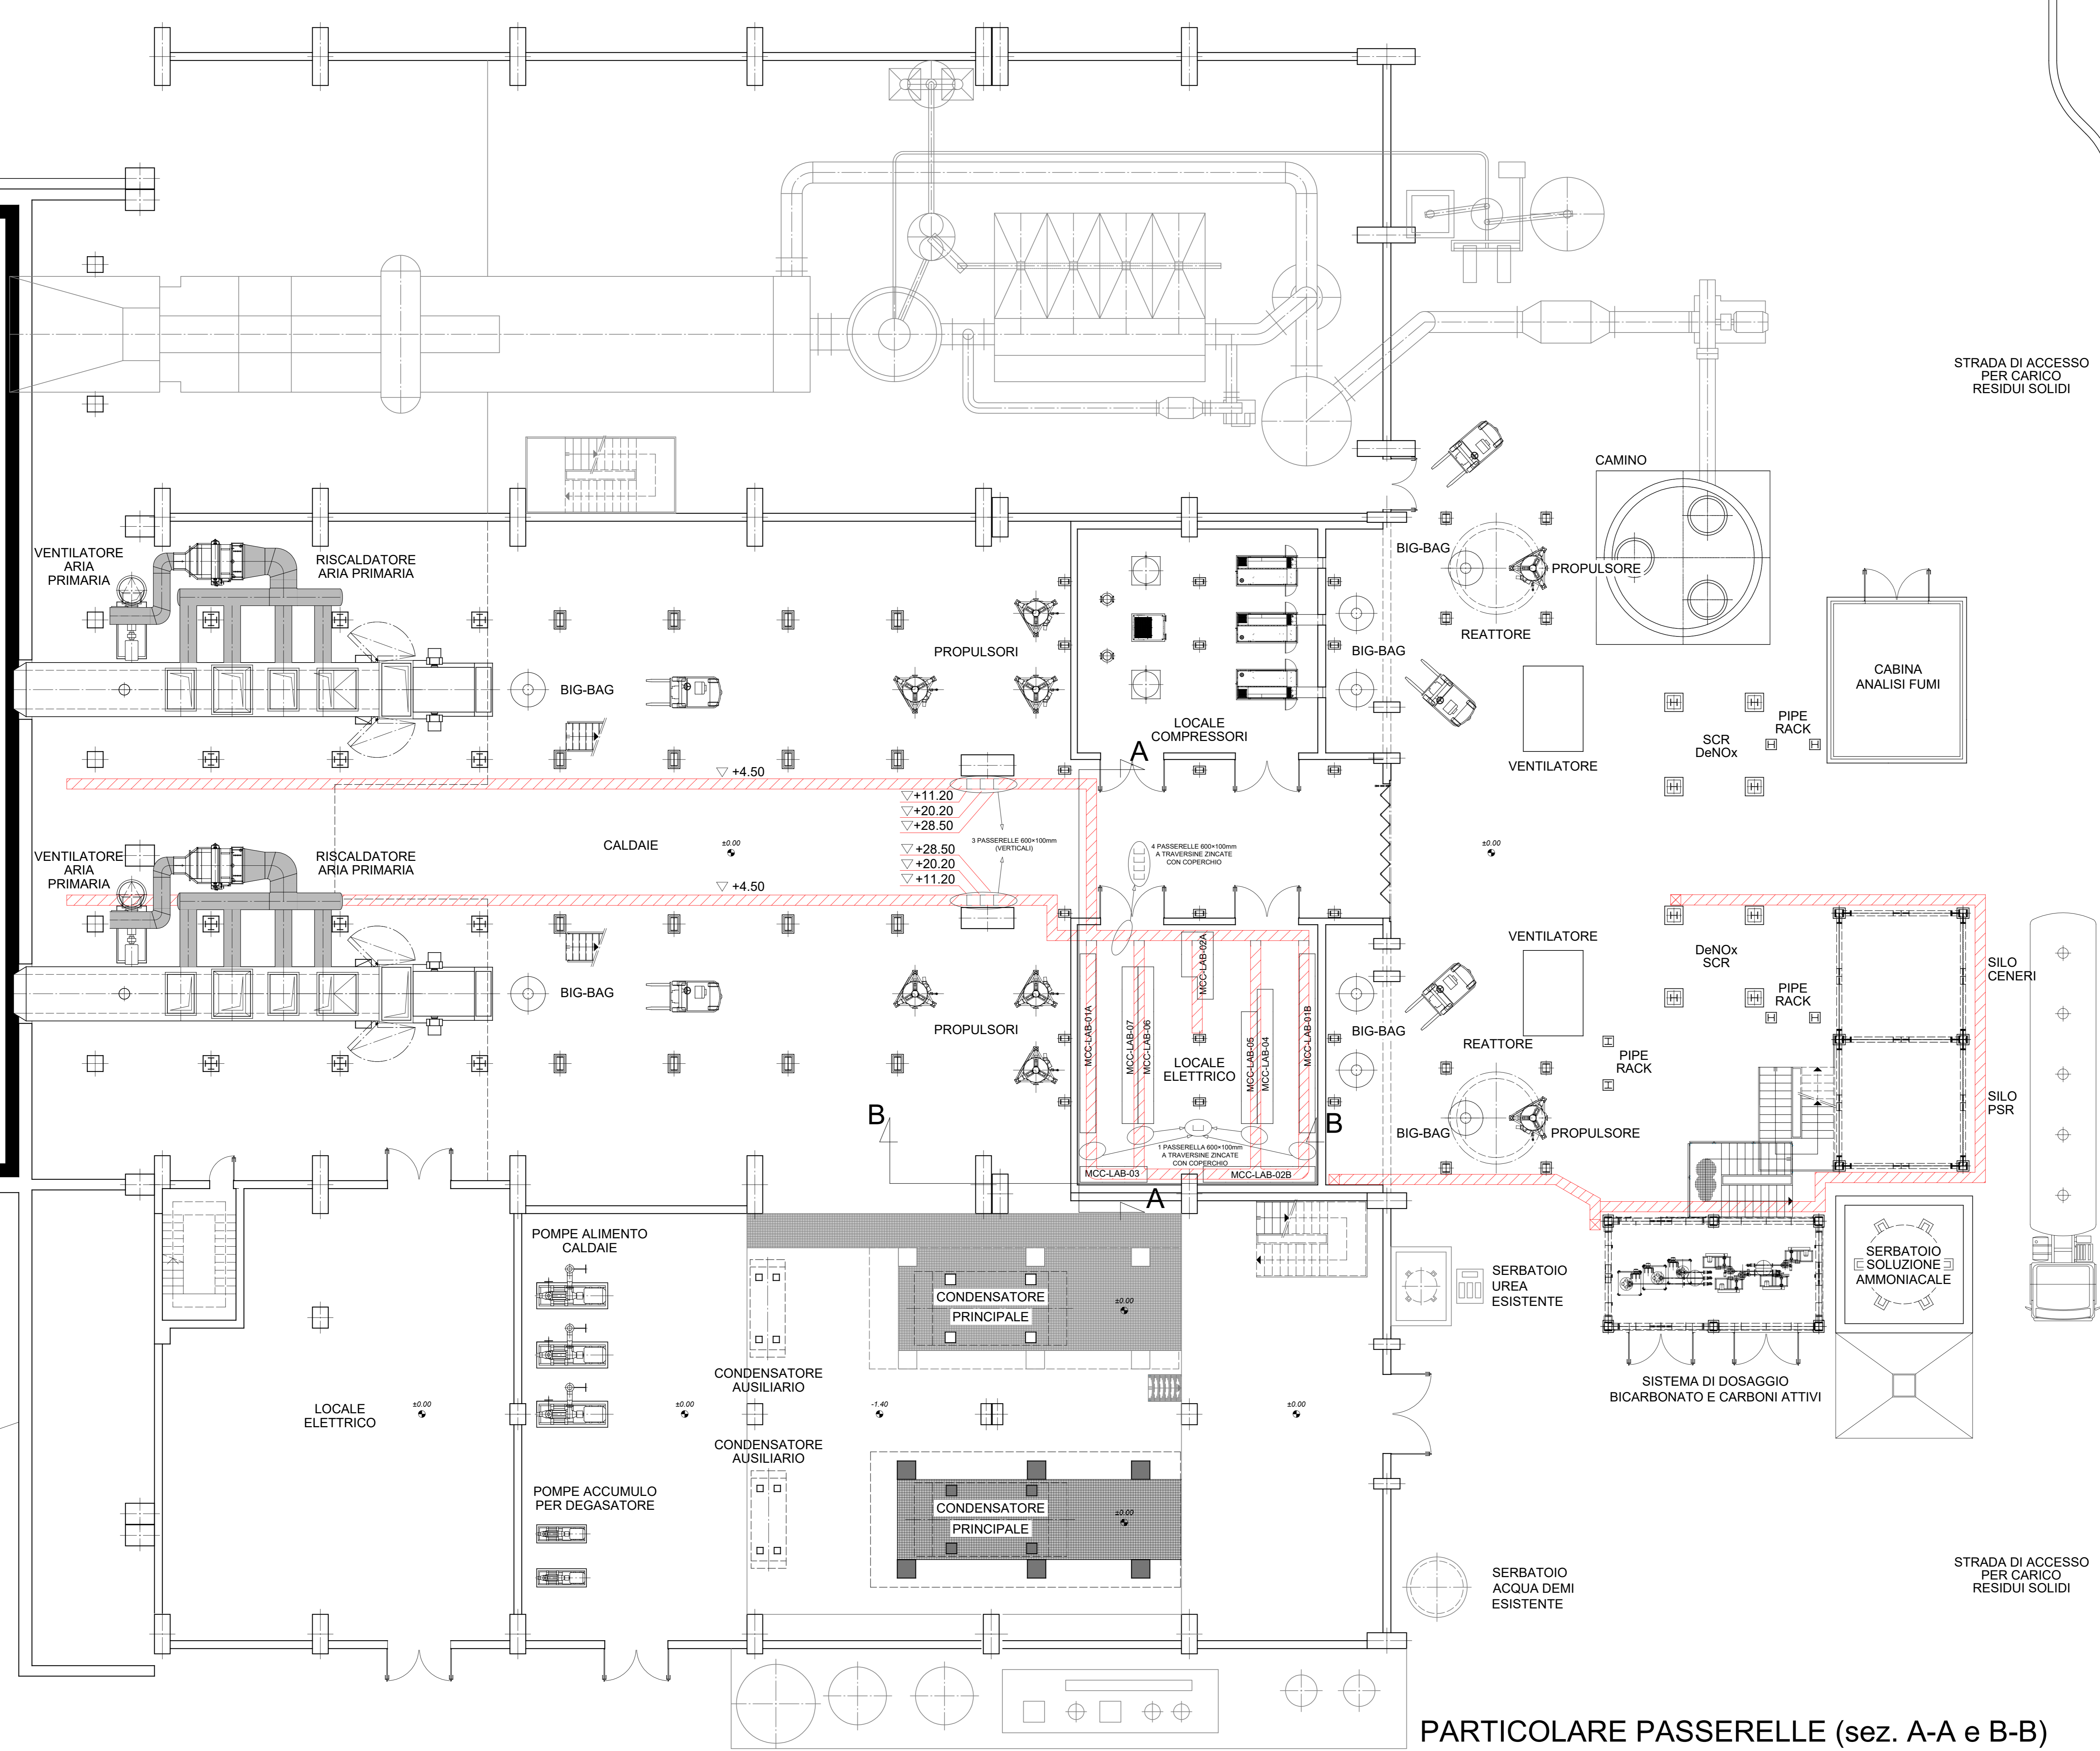 STRADA DI ACCESSO
PER CARICO
RESIDUI SOLIDI
CAMINO
VENTILATORE
ARIA
PRIMARIA
RISCALDATORE
ARIA PRIMARIA
BIG-BAG
PROPULSORE
REATTORE
PROPULSORI
BIG-BAG
BIG-BAG
LOCALE
COMPRESSORI
CABINA
ANALISI FUMI
PIPE
RACK
SCR
DeNOx
VENTILATORE
A
+4.50
+11.20
+20.20
+28.50
3 PASSERELLE 600×100mm
(VERTICALI)
CALDAIE
±0.00
4 PASSERELLE 600×100mm
A TRAVERSINE ZINCATE
CON COPERCHIO
±0.00
+28.50
+20.20
+11.20
+4.50
VENTILATORE
ARIA
PRIMARIA
RISCALDATORE
ARIA PRIMARIA
VENTILATORE
DeNOx
SCR
SILO
CENERI
PIPE
RACK
BIG-BAG
PROPULSORI
MCC-LAB-01A
MCC-LAB-07
MCC-LAB-06
MCC-LAB-02A
MCC-LAB-05
MCC-LAB-04
MCC-LAB-01B
LOCALE
ELETTRICO
BIG-BAG
REATTORE
PIPE
RACK
SILO
PSR
B
B
BIG-BAG
PROPULSORE
1 PASSERELLA 600×100mm
A TRAVERSINE ZINCATE
CON COPERCHIO
MCC-LAB-03
MCC-LAB-02B
A
POMPE ALIMENTO
CALDAIE
CONDENSATORE
PRINCIPALE
±0.00
SERBATOIO
UREA
ESISTENTE
SERBATOIO
SOLUZIONE
AMMONIACALE
CONDENSATORE
AUSILIARIO
SISTEMA DI DOSAGGIO
BICARBONATO E CARBONI ATTIVI
LOCALE
ELETTRICO
±0.00
±0.00
-1.40
±0.00
CONDENSATORE
AUSILIARIO
POMPE ACCUMULO
PER DEGASATORE
CONDENSATORE
PRINCIPALE
±0.00
SERBATOIO
ACQUA DEMI
ESISTENTE
STRADA DI ACCESSO
PER CARICO
RESIDUI SOLIDI
PARTICOLARE PASSERELLE (sez. A-A e B-B)